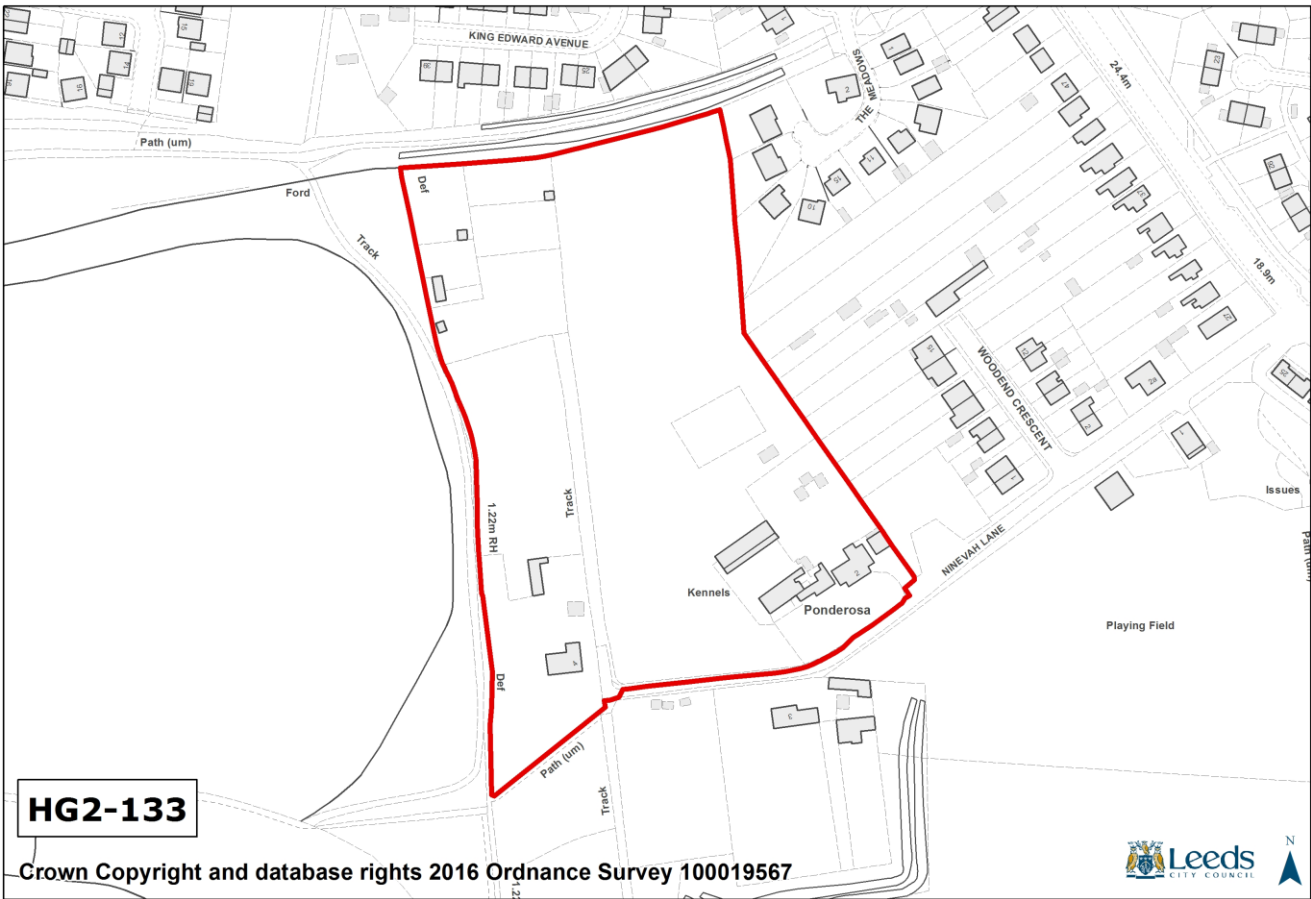 KING EDWARD AVENUE
THE MEADOWS
24.4m
Path (um)
Def
Ford
Track
18.9m
WOODEND CRESCENT
1.22m RH
Track
Issues
Path (um)
NINEVAH LANE
Kennels
Ponderosa
Playing Field
Def
Path (um)
Track
HG2-133
Crown Copyright and database rights 2016 Ordnance Survey 100019567
Leeds
CITY COUNCIL
N